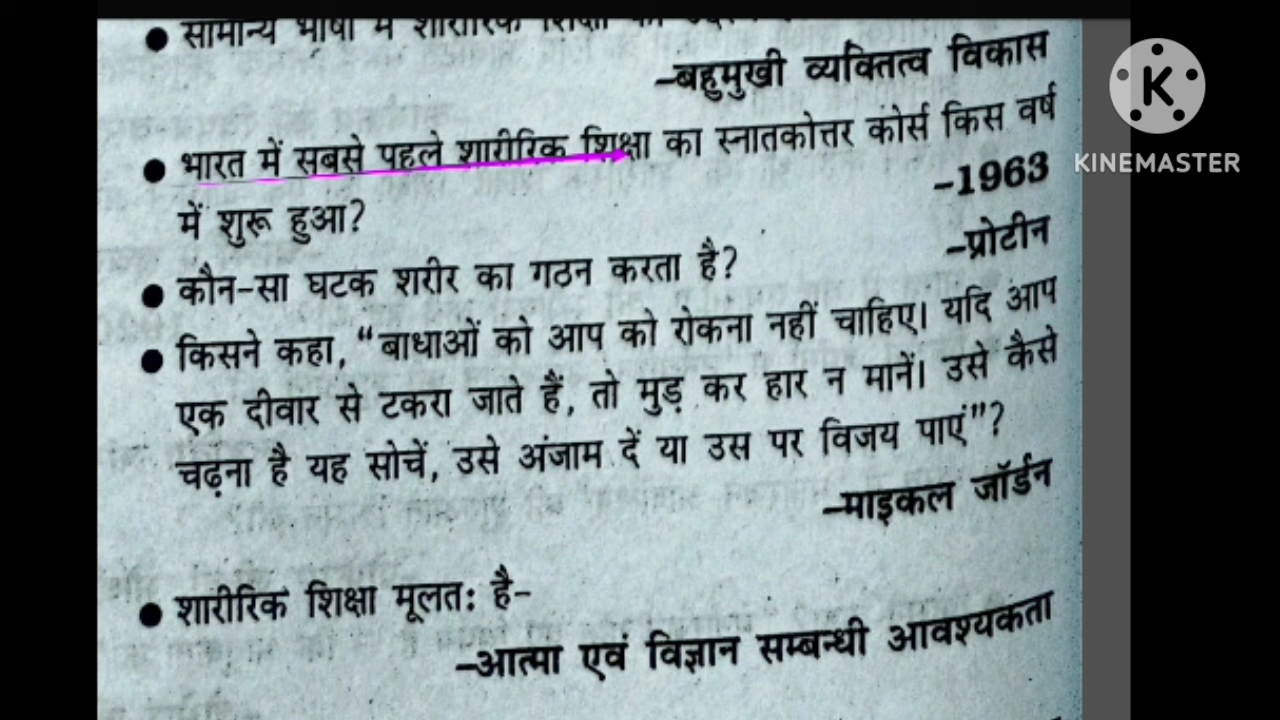 ● सामान्य भाषा में शारीरिक शिक्षा का
–बहुमुखी व्यक्तित्व विकास
● भारत में सबसे पहले शारीरिक शिक्षा का स्नातकोत्तर कोर्स किस वर्ष
में शुरू हुआ? –1963
● कौन-सा घटक शरीर का गठन करता है? –प्रोटीन
● किसने कहा, “बाधाओं को आप को रोकना नहीं चाहिए। यदि आप
एक दीवार से टकरा जाते हैं, तो मुड़ कर हार न मानें। उसे कैसे
चढ़ना है यह सोचें, उसे अंजाम दें या उस पर विजय पाएं”?
–माइकल जॉर्डन
● शारीरिक शिक्षा मूलतः है-
–आत्मा एवं विज्ञान सम्बन्धी आवश्यकता
K
KINEMASTER